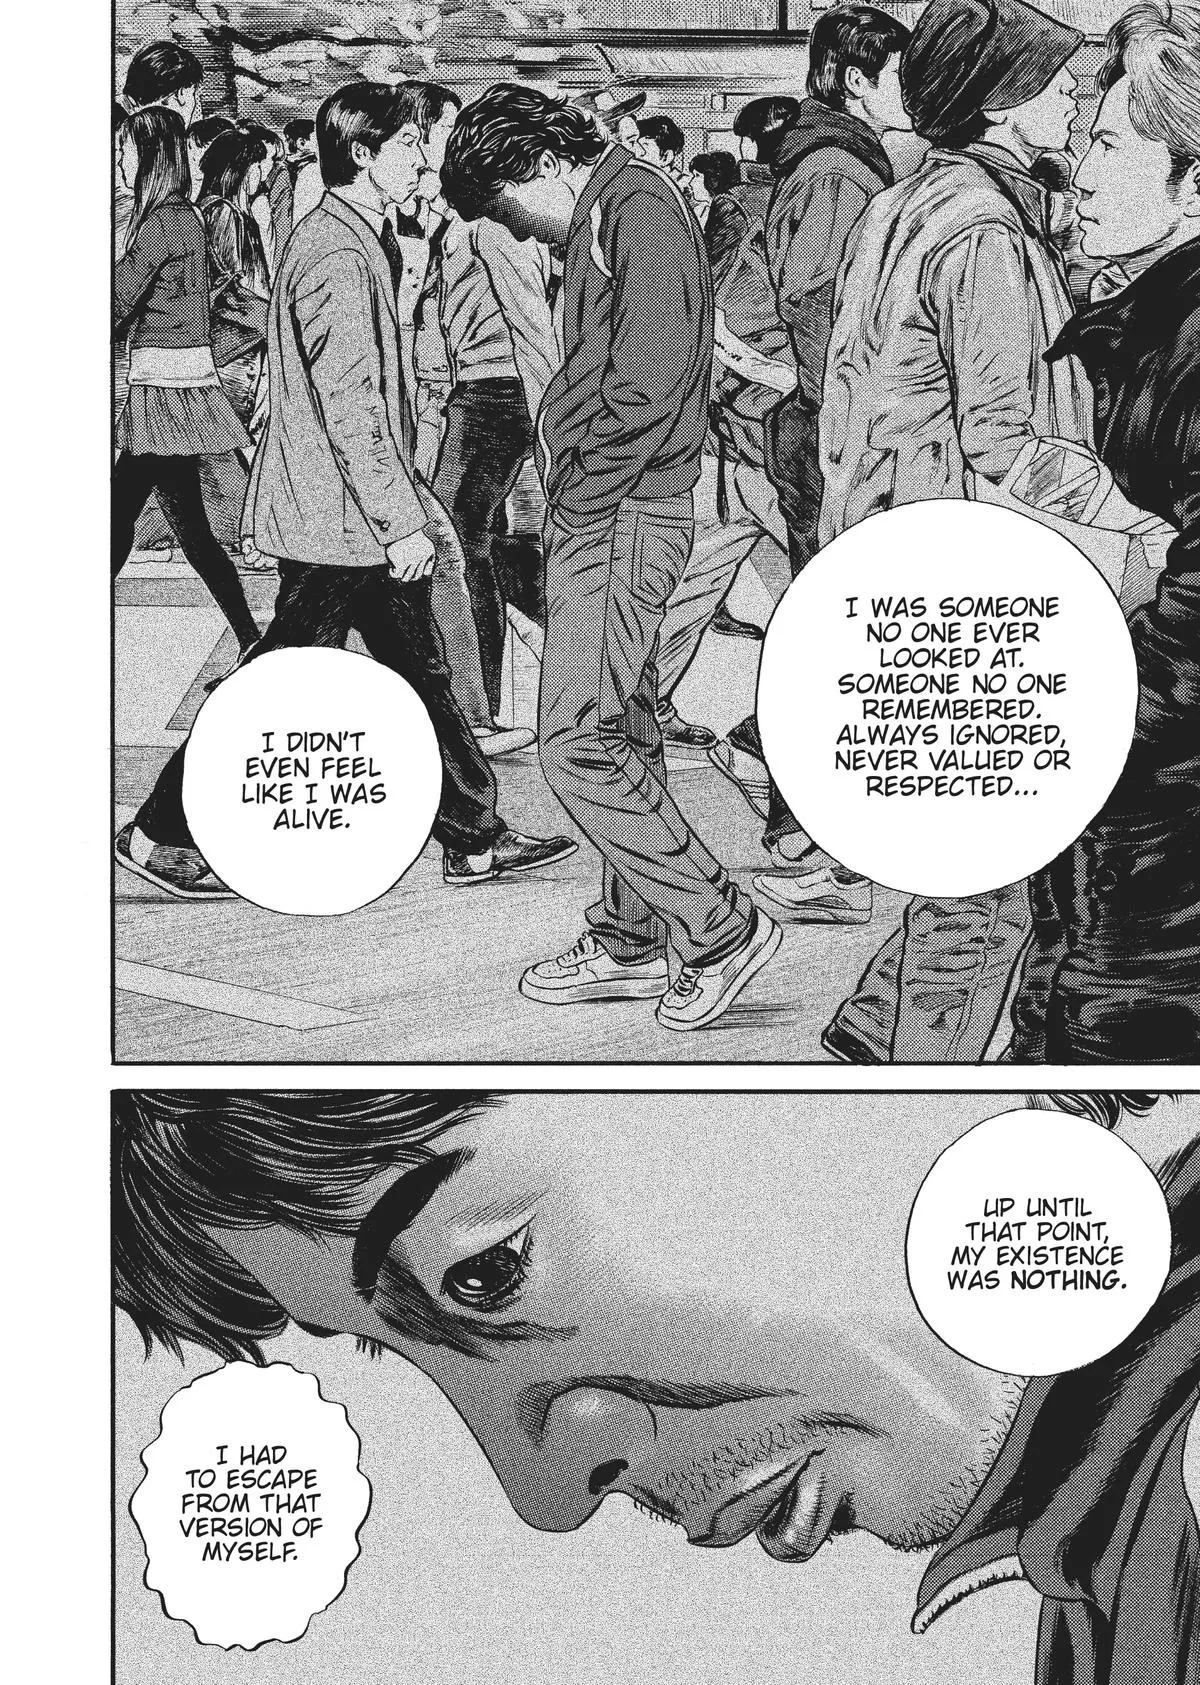 I WAS SOMEONE
NO ONE EVER
LOOKED AT.
SOMEONE NO ONE
REMEMBERED.
ALWAYS IGNORED,
NEVER VALUED OR
RESPECTED...
I DIDN'T
EVEN FEEL
LIKE I WAS
ALIVE.
UP UNTIL
THAT POINT,
MY EXISTENCE
WAS NOTHING.
I HAD
TO ESCAPE
FROM THAT
VERSION OF
MYSELF.